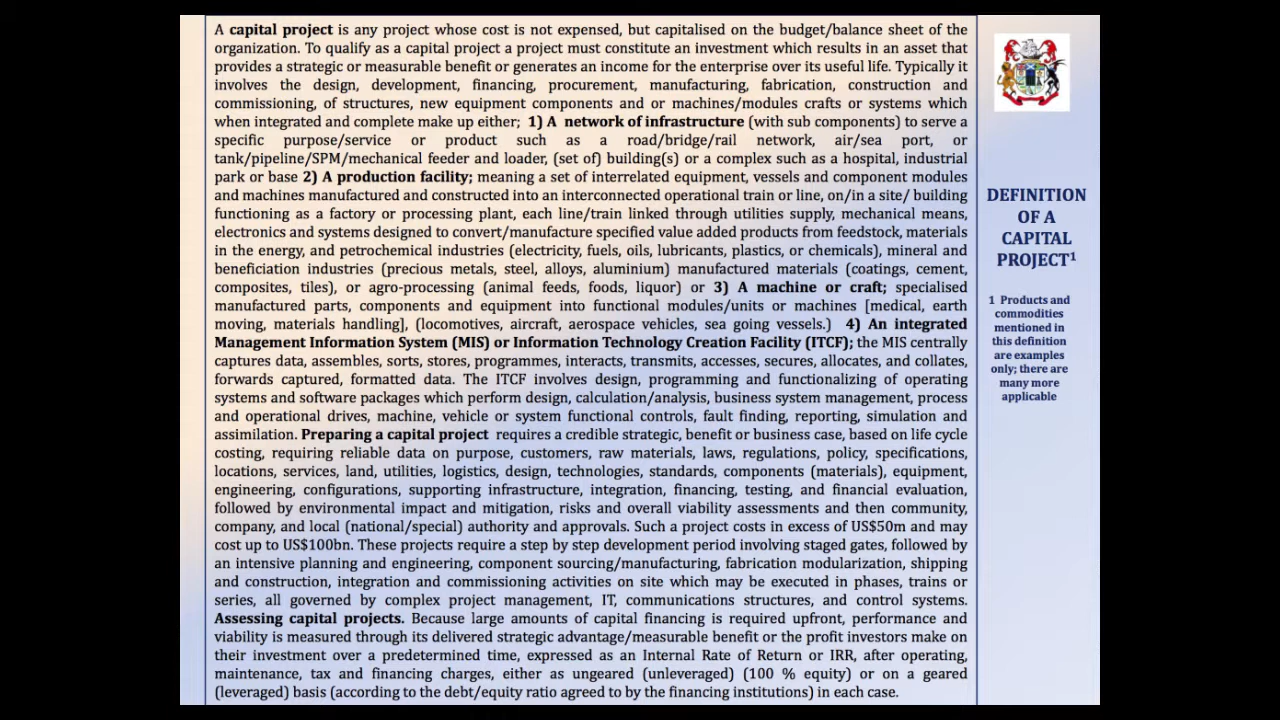 A capital project is any project whose cost is not expensed, but capitalised on the budget/balance sheet of the
organization. To qualify as a capital project a project must constitute an investment which results in an asset that
provides a strategic or measurable benefit or generates an income for the enterprise over its useful life. Typically it
involves the design, development, financing, procurement, manufacturing, fabrication, construction and
commissioning, of structures, new equipment components and or machines/modules crafts or systems which
when integrated and complete make up either; 1) A network of infrastructure (with sub components) to serve a
specific purpose/service or product such as a road/bridge/rail network, air/sea port, or
tank/pipeline/SPM/mechanical feeder and loader, (set of) building(s) or a complex such as a hospital, industrial
park or base 2) A production facility; meaning a set of interrelated equipment, vessels and component modules
and machines manufactured and constructed into an interconnected operational train or line, on/in a site/ building
functioning as a factory or processing plant, each line/train linked through utilities supply, mechanical means,
electronics and systems designed to convert/manufacture specified value added products from feedstock, materials
in the energy, and petrochemical industries (electricity, fuels, oils, lubricants, plastics, or chemicals), mineral and
beneficiation industries (precious metals, steel, alloys, aluminium) manufactured materials (coatings, cement,
composites, tiles), or agro-processing (animal feeds, foods, liquor) or 3) A machine or craft; specialised
manufactured parts, components and equipment into functional modules/units or machines [medical, earth
moving, materials handling], (locomotives, aircraft, aerospace vehicles, sea going vessels.) 4) An integrated
Management Information System (MIS) or Information Technology Creation Facility (ITCF); the MIS centrally
captures data, assembles, sorts, stores, programmes, interacts, transmits, accesses, secures, allocates, and collates,
forwards captured, formatted data. The ITCF involves design, programming and functionalizing of operating
systems and software packages which perform design, calculation/analysis, business system management, process
and operational drives, machine, vehicle or system functional controls, fault finding, reporting, simulation and
assimilation. Preparing a capital project requires a credible strategic, benefit or business case, based on life cycle
costing, requiring reliable data on purpose, customers, raw materials, laws, regulations, policy, specifications,
locations, services, land, utilities, logistics, design, technologies, standards, components (materials), equipment,
engineering, configurations, supporting infrastructure, integration, financing, testing, and financial evaluation,
followed by environmental impact and mitigation, risks and overall viability assessments and then community,
company, and local (national/special) authority and approvals. Such a project costs in excess of US$50m and may
cost up to US$100bn. These projects require a step by step development period involving staged gates, followed by
an intensive planning and engineering, component sourcing/manufacturing, fabrication modularization, shipping
and construction, integration and commissioning activities on site which may be executed in phases, trains or
series, all governed by complex project management, IT, communications structures, and control systems.
Assessing capital projects. Because large amounts of capital financing is required upfront, performance and
viability is measured through its delivered strategic advantage/measurable benefit or the profit investors make on
their investment over a predetermined time, expressed as an Internal Rate of Return or IRR, after operating,
maintenance, tax and financing charges, either as ungeared (unleveraged) (100 % equity) or on a geared
(leveraged) basis (according to the debt/equity ratio agreed to by the financing institutions) in each case.
DEFINITION
OF A
CAPITAL
PROJECT¹
1 Products and
commodities
mentioned in
this definition
are examples
only; there are
many more
applicable